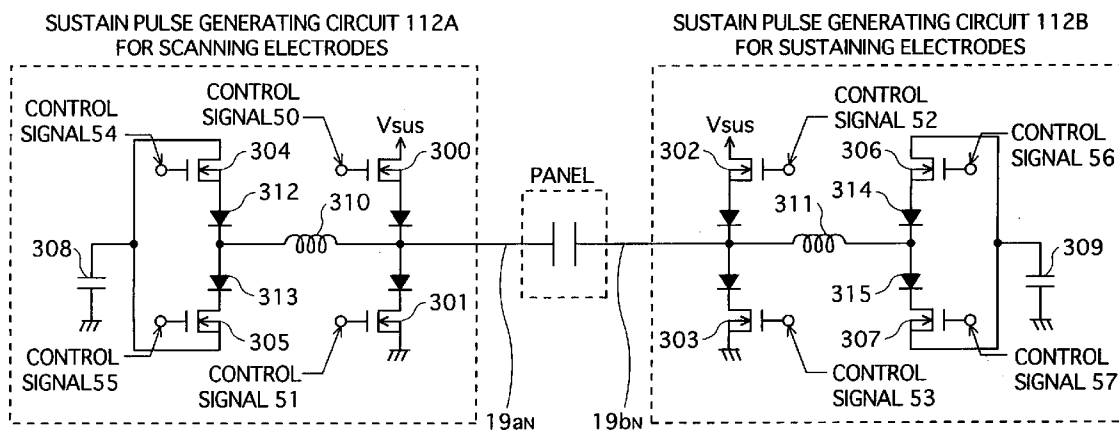 SUSTAIN PULSE GENERATING CIRCUIT 112A
FOR SCANNING ELECTRODES
SUSTAIN PULSE GENERATING CIRCUIT 112B
FOR SUSTAINING ELECTRODES
CONTROL
SIGNAL54
CONTROL
SIGNAL50
Vsus
304
300
312
310
308
313
305
301
CONTROL
SIGNAL55
CONTROL
SIGNAL 51
PANEL
19aN
19bN
Vsus
CONTROL
SIGNAL 52
302
306
CONTROL
SIGNAL 56
314
311
309
315
303
307
CONTROL
SIGNAL 53
CONTROL
SIGNAL 57